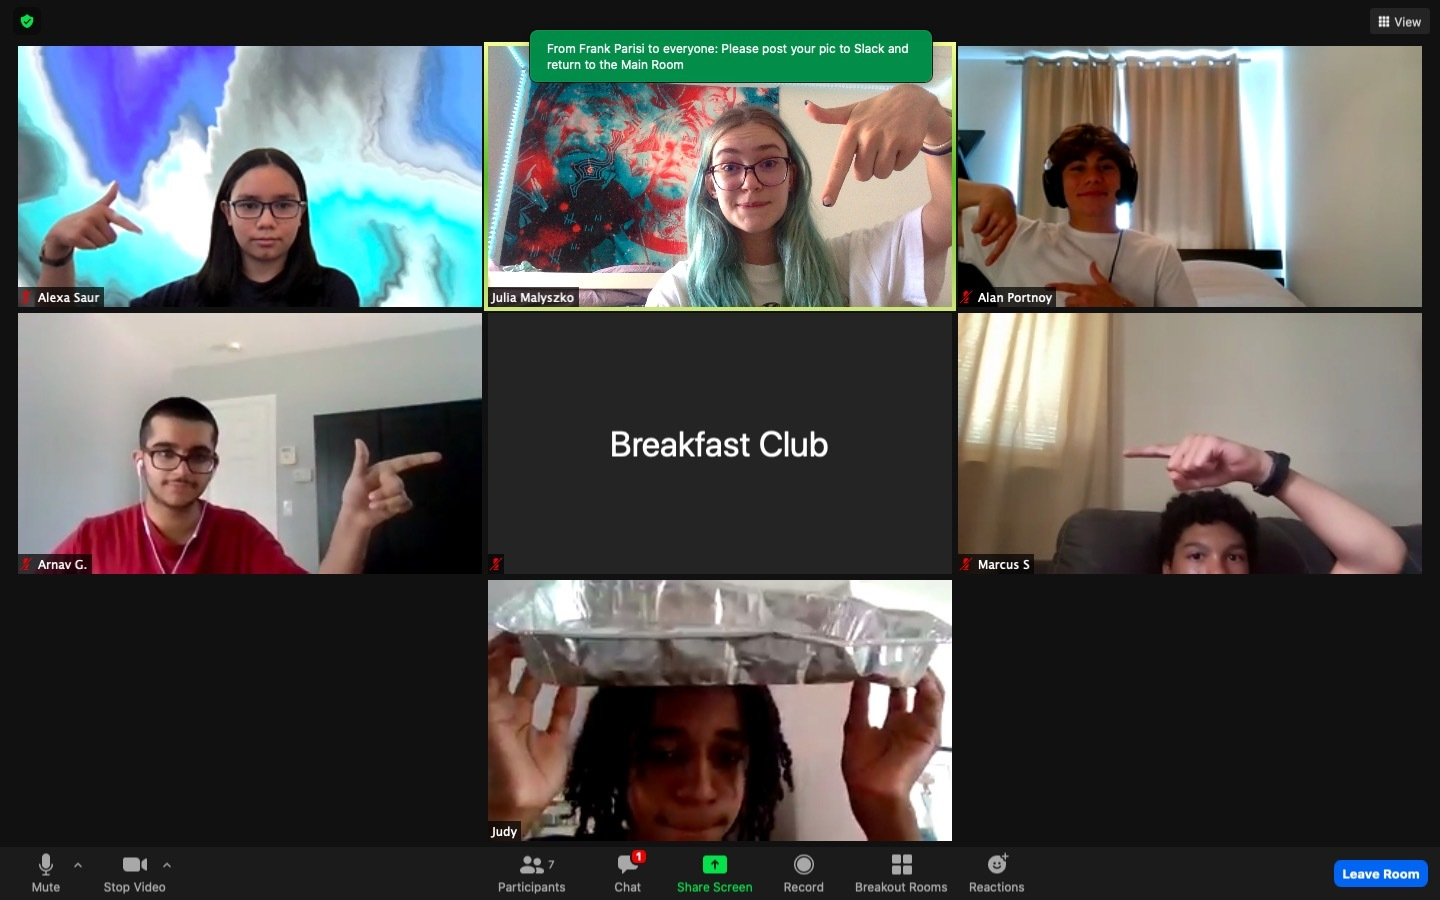 View
From Frank Parisi to everyone: Please post your pic to Slack and
return to the Main Room
Alexa Saur
Julia Malyszko
Alan Portnoy
Arnav G.
Breakfast Club
Marcus S
Judy
Mute
Stop Video
Participants
7
Chat
1
Share Screen
Record
Breakout Rooms
Reactions
Leave Room